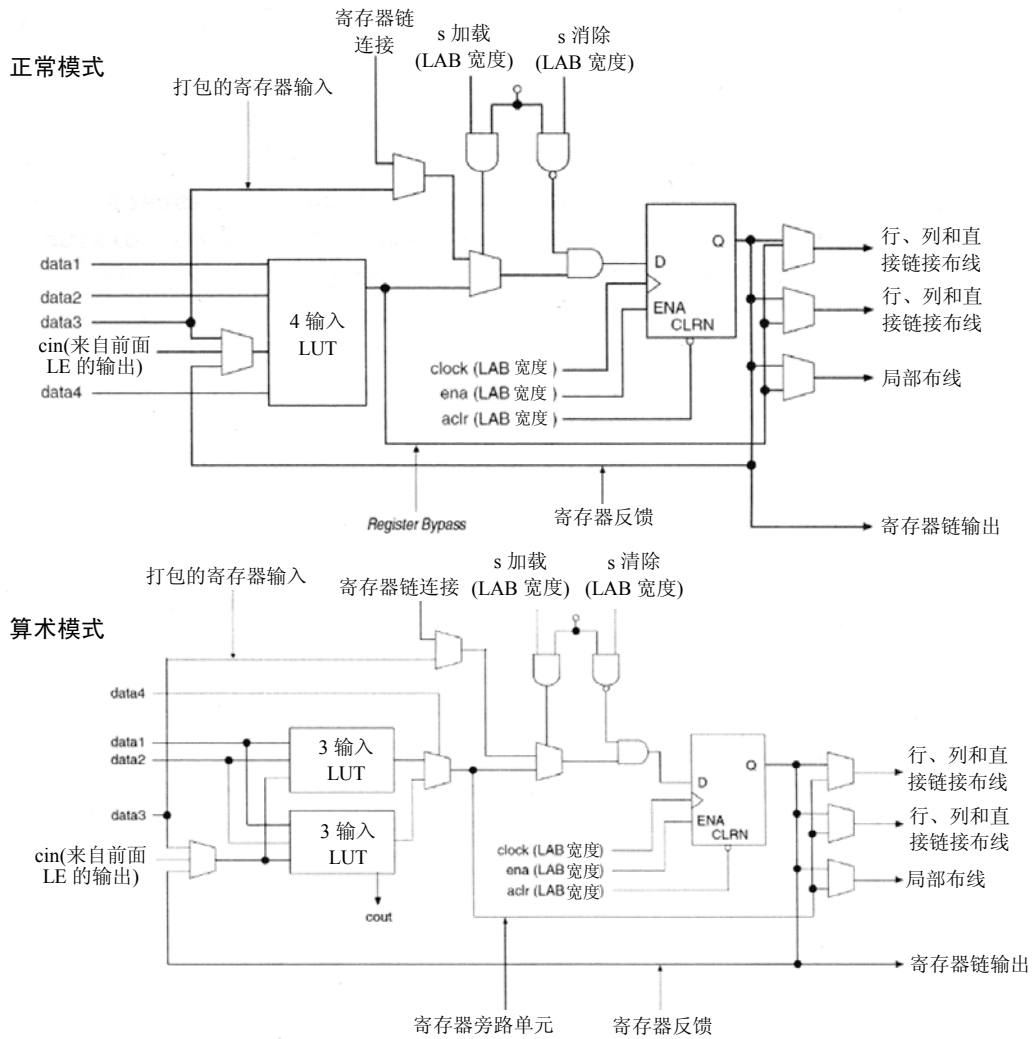 正常模式
寄存器链
连接
s 加载
(LAB 宽度)
s 消除
(LAB 宽度)
打包的寄存器输入
data1
data2
data3
cin(来自前面
LE 的输出)
data4
4 输入
LUT
Q
D
ENA
CLRN
clock (LAB 宽度)
ena (LAB 宽度)
aclr (LAB 宽度)
行、列和直
接链接布线
行、列和直
接链接布线
局部布线
Register Bypass
寄存器反馈
寄存器链输出
算术模式
打包的寄存器输入
寄存器链连接
s 加载
(LAB 宽度)
s 清除
(LAB 宽度)
data4
data1
data2
data3
cin(来自前面
LE 的输出)
3 输入
LUT
3 输入
LUT
cout
Q
D
ENA
CLRN
clock (LAB 宽度)
ena (LAB 宽度)
aclr (LAB 宽度)
行、列和直
接链接布线
行、列和直
接链接布线
局部布线
寄存器链输出
寄存器旁路单元
寄存器反馈